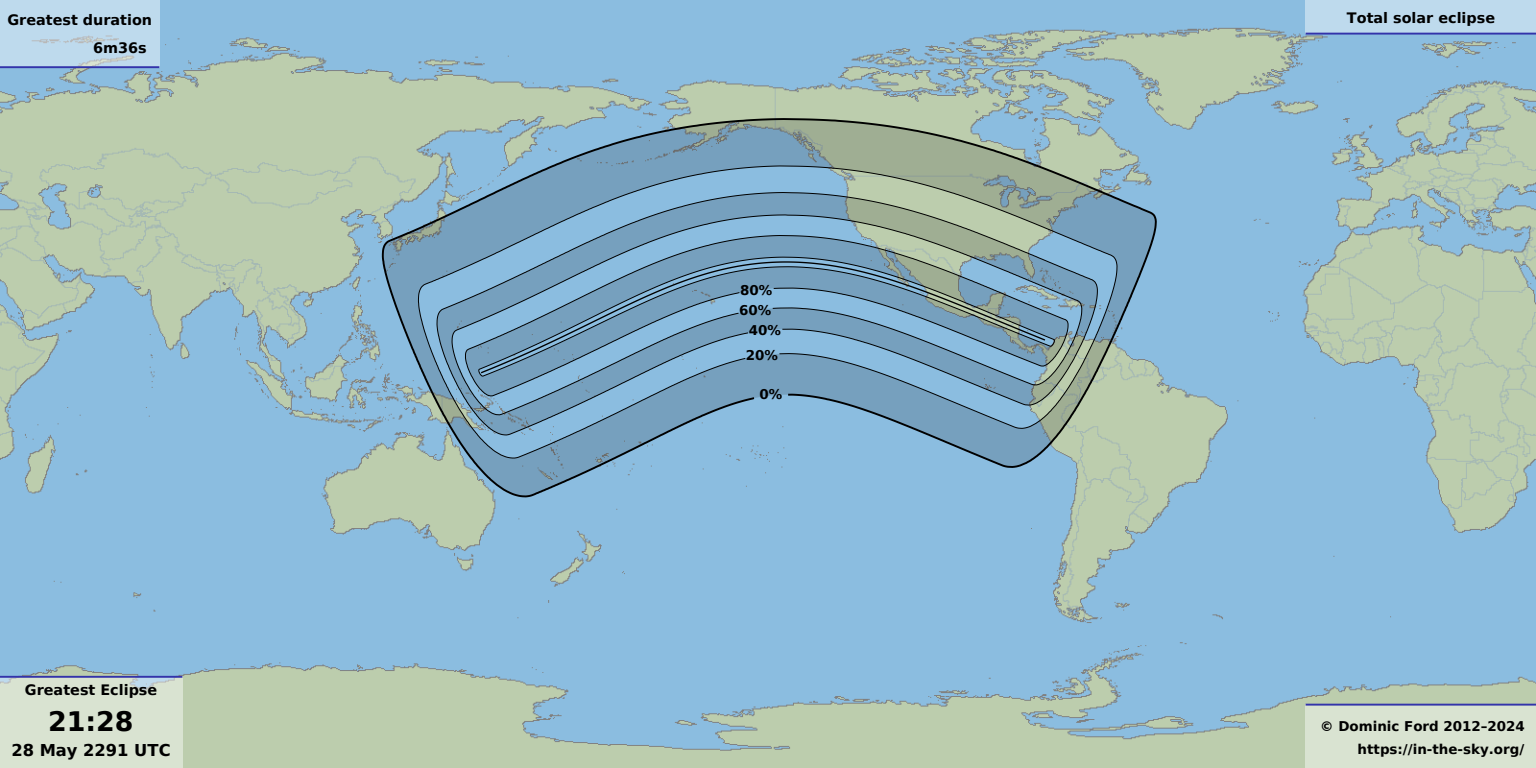 Greatest duration
6m36s
Total solar eclipse
80%
60%
40%
20%
0%
Greatest Eclipse
21:28
28 May 2291 UTC
© Dominic Ford 2012–2024
https://in-the-sky.org/